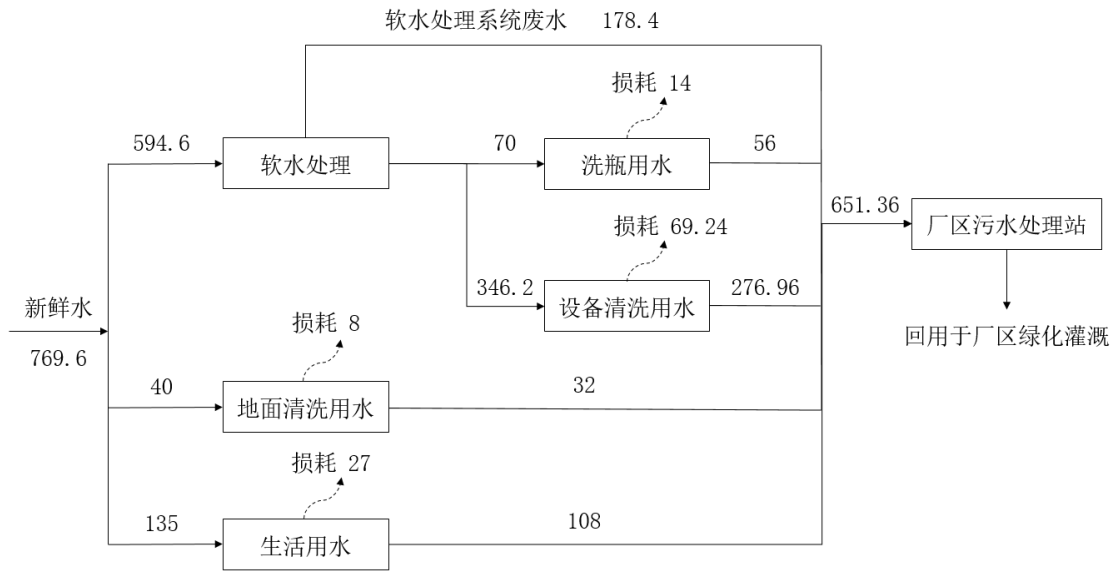 软水处理系统废水 178.4
损耗 14
594.6
软水处理
70
洗瓶用水
56
损耗 69.24
651.36
厂区污水处理站
346.2
设备清洗用水
276.96
新鲜水
769.6
回用于厂区绿化灌溉
损耗 8
40
地面清洗用水
32
损耗 27
135
生活用水
108